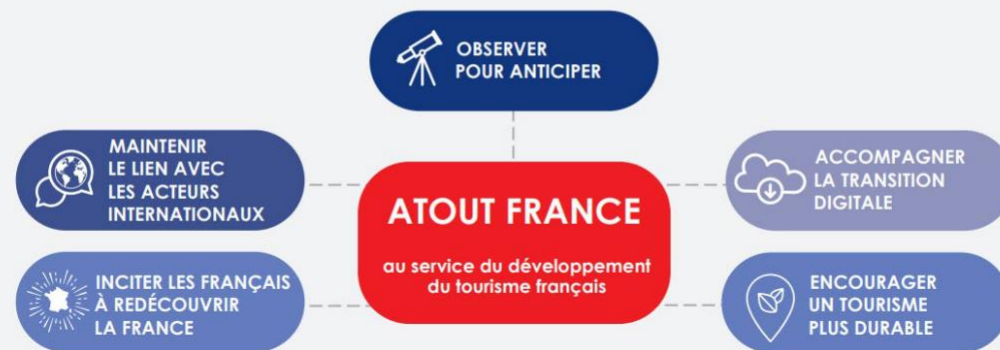 OBSERVER
POUR ANTICIPER
MAINTENIR
LE LIEN AVEC
LES ACTEURS
INTERNATIONAUX
ATOUT FRANCE
au service du développement
du tourisme français
ACCOMPAGNER
LA TRANSITION
DIGITALE
INCITER LES FRANÇAIS
À REDÉCOUVRIR
LA FRANCE
ENCOURAGER
UN TOURISME
PLUS DURABLE